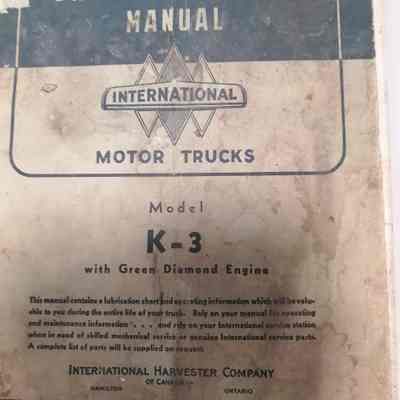 MANUAL
INTERNATIONAL
MOTOR TRUCKS
Model
K-3
with Green Diamond Engine
This manual contains a lubrication chart and operating information which will be valu-
able to you during the entire life of your truck. Rely on your manual for operating
and maintenance information . . . and rely on your International service station
when in need of skilled mechanical service or genuine International service parts.
A complete list of parts will be supplied on request.
INTERNATIONAL HARVESTER COMPANY
OF CANADA
HAMILTON ONTARIO